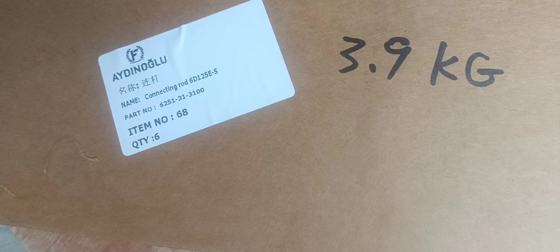 F
AYDINOĞLU
名称: 连杆
NAME: Connecting rod 6D125E-5
PART NO : 6251-31-3100
ITEM NO : 68
QTY :6
3.9 KG